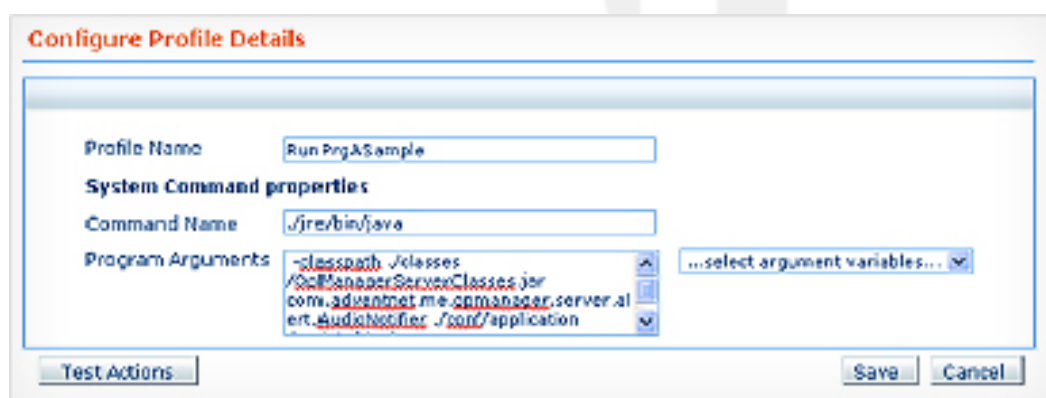 Configure Profile Details
Profile Name Run PrgASample
System Command properties
Command Name ./jre/bin/java
Program Arguments -classpath ./classes ...select argument variables...
/OpManagerServerClasses.jar
com.adventnet.me.opmanager.server.al
ert.AudioNotifier ./conf/application
Test Actions Save Cancel